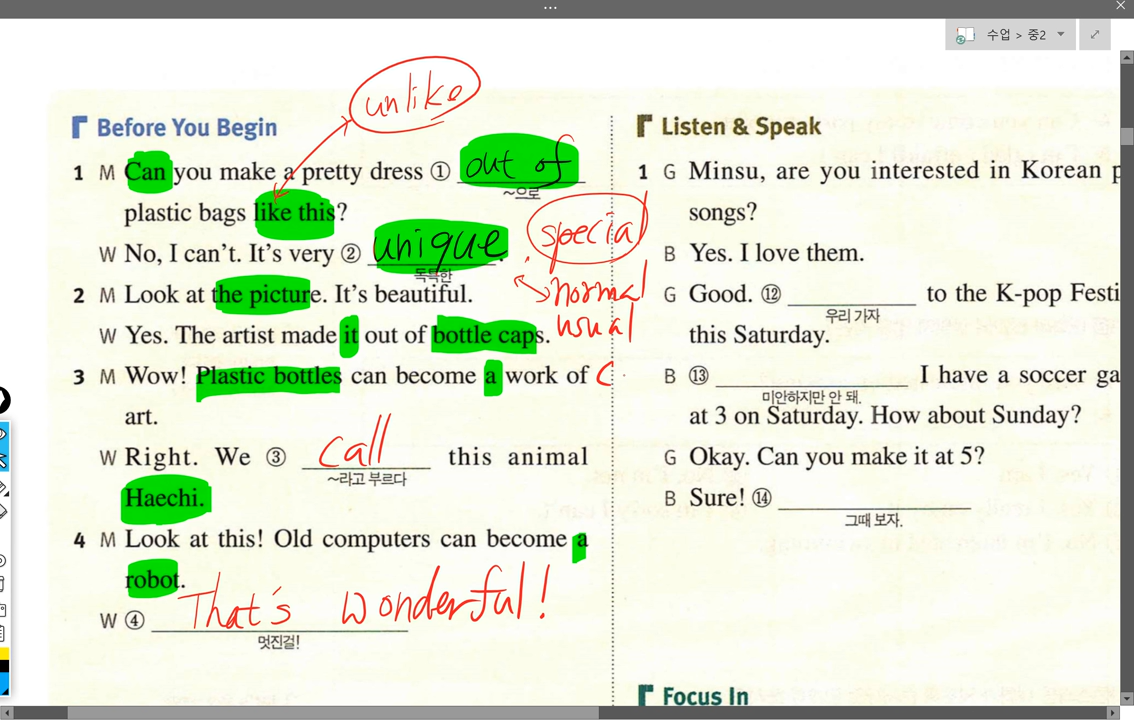 수업 > 중2
unlike
Before You Begin
1 M Can you make a pretty dress ① out of
~으로
plastic bags like this?
special
W No, I can't. It's very ② unique.
독특한
normal
usual
2 M Look at the picture. It's beautiful.
W Yes. The artist made it out of bottle caps.
3 M Wow! Plastic bottles can become a work of
art.
W Right. We ③ call this animal
~라고 부르다
Haechi.
4 M Look at this! Old computers can become a
robot.
W ④ That's wonderful!
멋진걸!
Listen & Speak
1 G Minsu, are you interested in Korean p
songs?
B Yes. I love them.
G Good. ⑫ ________ to the K-pop Festi
우리 가자
this Saturday.
B ⑬ ________ I have a soccer ga
미안하지만 안 돼.
at 3 on Saturday. How about Sunday?
G Okay. Can you make it at 5?
B Sure! ⑭ ________
그때 보자.
Focus In